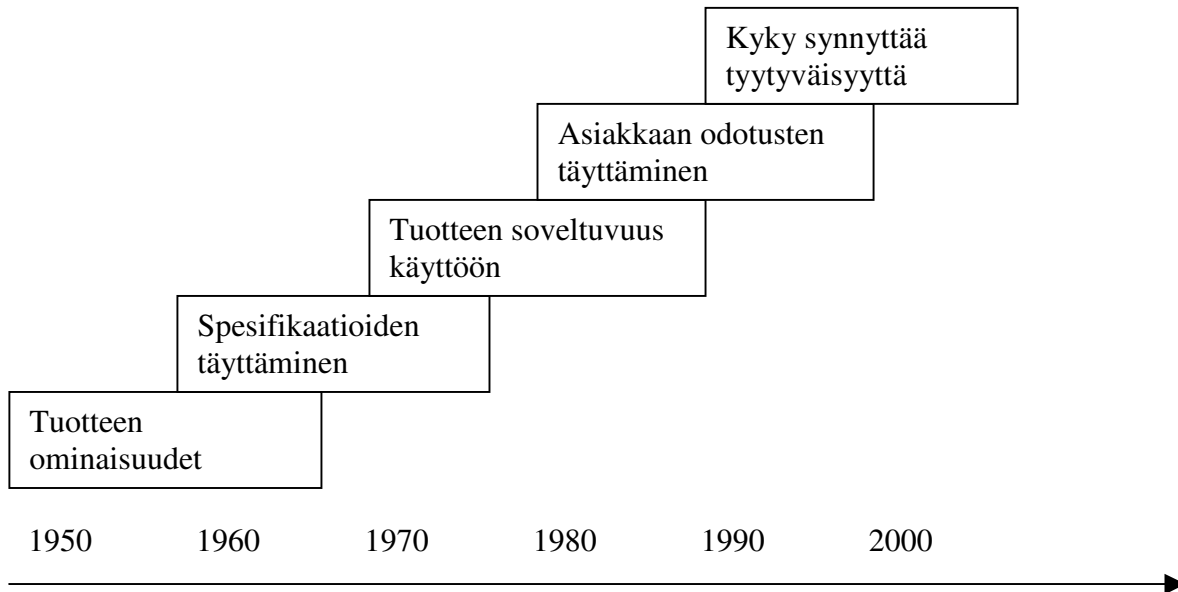 Kyky synnyttää
tyytyväisyyttä
Asiakkaan odotusten
täyttäminen
Tuotteen soveltuvuus
käyttöön
Spesifikaatioiden
täyttäminen
Tuotteen
ominaisuudet
1950 1960 1970 1980 1990 2000